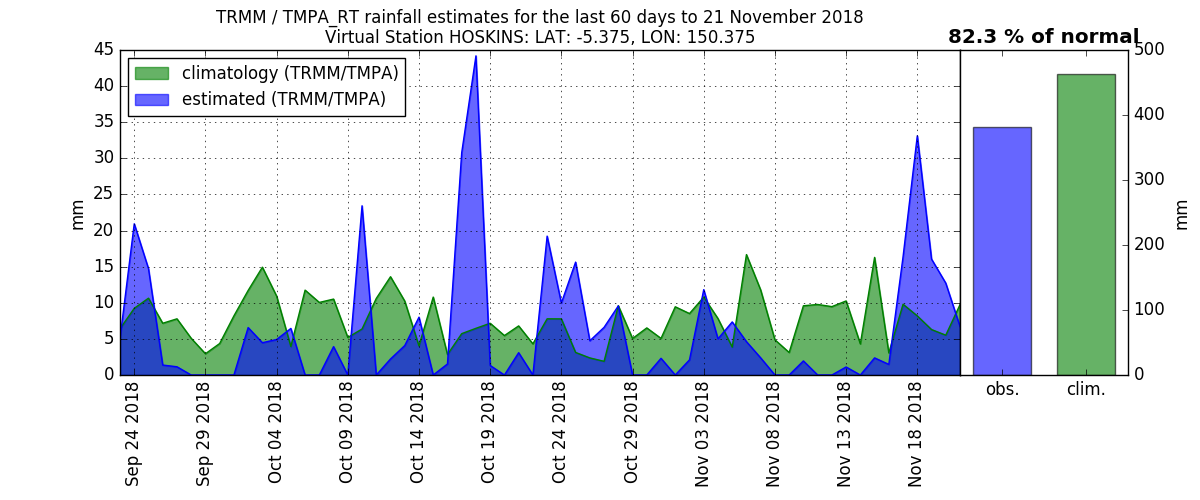 TRMM / TMPA_RT rainfall estimates for the last 60 days to 21 November 2018
Virtual Station HOSKINS: LAT: -5.375, LON: 150.375
82.3 % of normal
climatology (TRMM/TMPA)
estimated (TRMM/TMPA)
mm
45
40
35
30
25
20
15
10
5
0
Sep 24 2018
Sep 29 2018
Oct 04 2018
Oct 09 2018
Oct 14 2018
Oct 19 2018
Oct 24 2018
Oct 29 2018
Nov 03 2018
Nov 08 2018
Nov 13 2018
Nov 18 2018
500
400
300
200
100
0
mm
obs.
clim.